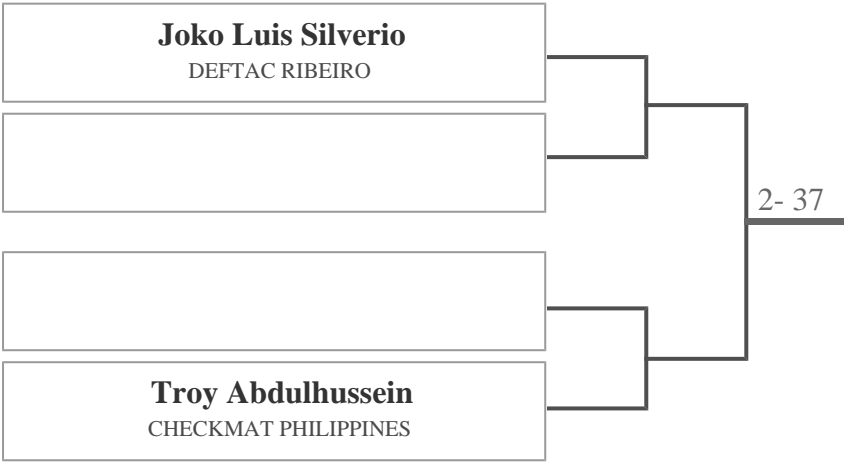 Joko Luis Silverio
DEFTAC RIBEIRO
2- 37
Troy Abdulhussein
CHECKMAT PHILIPPINES